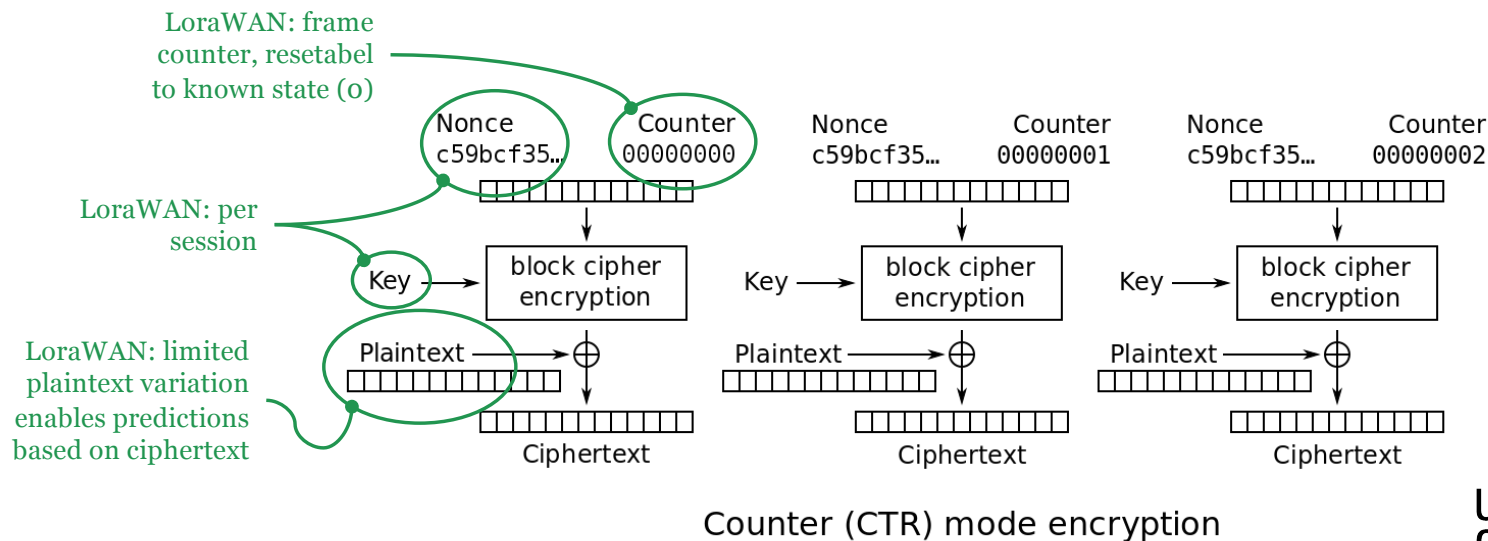 LoraWAN: frame
counter, resetabel
to known state (0)
Nonce
c59bcf35…
Counter
00000000
Nonce
c59bcf35…
Counter
00000001
Nonce
c59bcf35…
Counter
00000002
LoraWAN: per
session
Key
block cipher
encryption
Key
block cipher
encryption
Key
block cipher
encryption
LoraWAN: limited
plaintext variation
enables predictions
based on ciphertext
Plaintext
Plaintext
Plaintext
Ciphertext
Ciphertext
Ciphertext
Counter (CTR) mode encryption